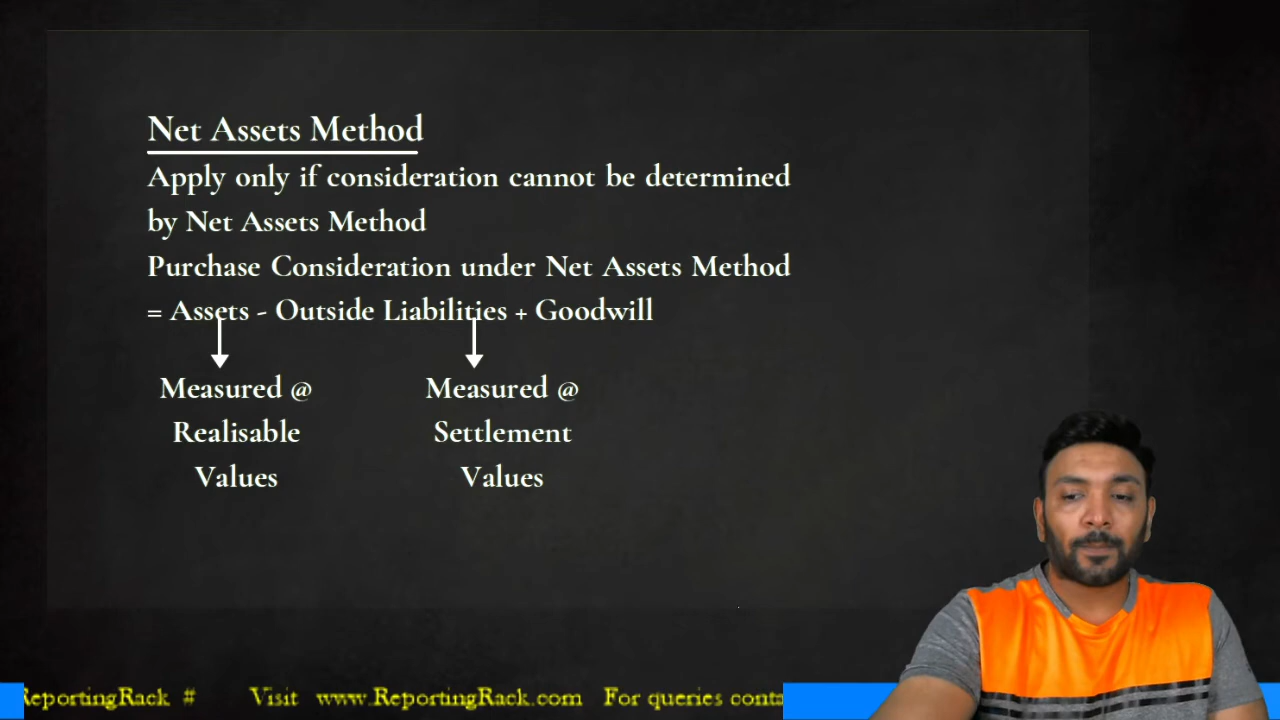 Net Assets Method
Apply only if consideration cannot be determined
by Net Assets Method
Purchase Consideration under Net Assets Method
= Assets - Outside Liabilities + Goodwill
Measured @
Realisable
Values
Measured @
Settlement
Values
ReportingRack # Visit www.ReportingRack.com For queries conta